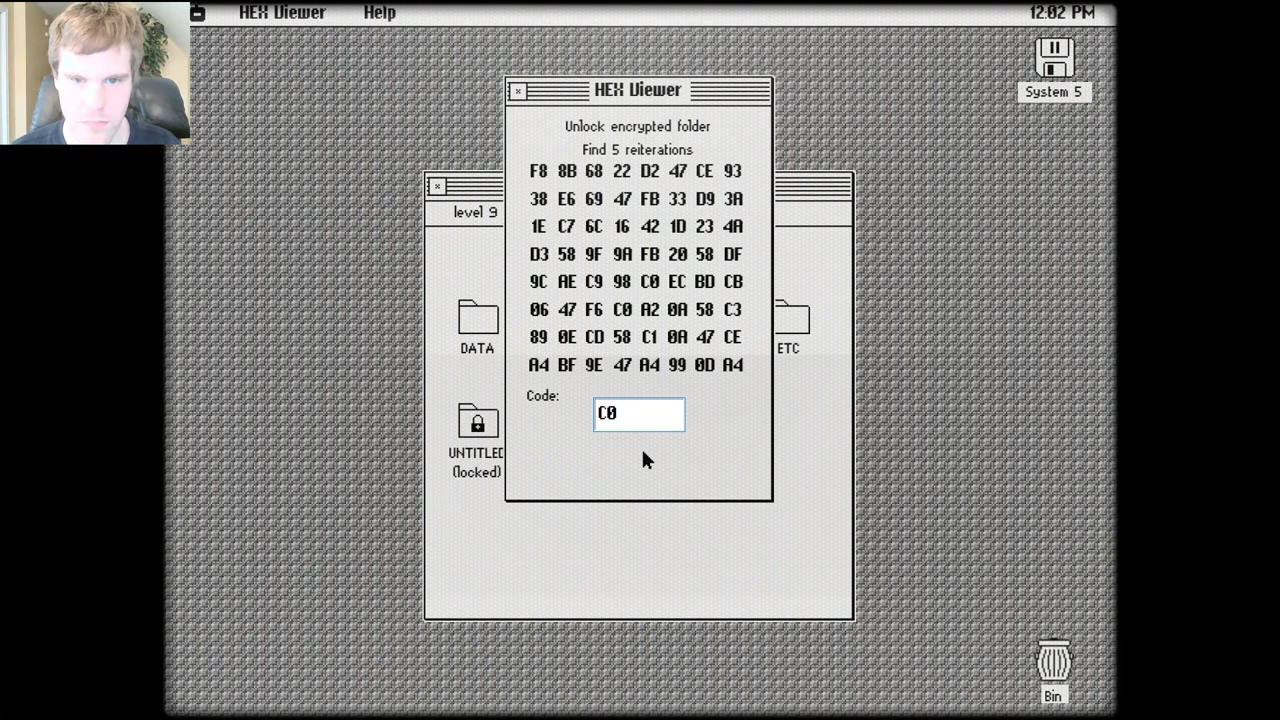 HEX Viewer Help 12:02 PM
System 5
HEX Viewer
Unlock encrypted folder
Find 5 reiterations
F8 8B 68 22 D2 47 CE 93
38 E6 69 47 FB 33 D9 3A
1E C7 6C 16 42 1D 23 4A
D3 58 9F 9A FB 20 58 DF
9C AE C9 98 C0 EC BD CB
06 47 F6 C0 A2 0A 58 C3
89 0E CD 58 C1 0A 47 CE
A4 BF 9E 47 A4 99 0D A4
Code:
C0
level 9
DATA
ETC
UNTITLED
(locked)
Bin